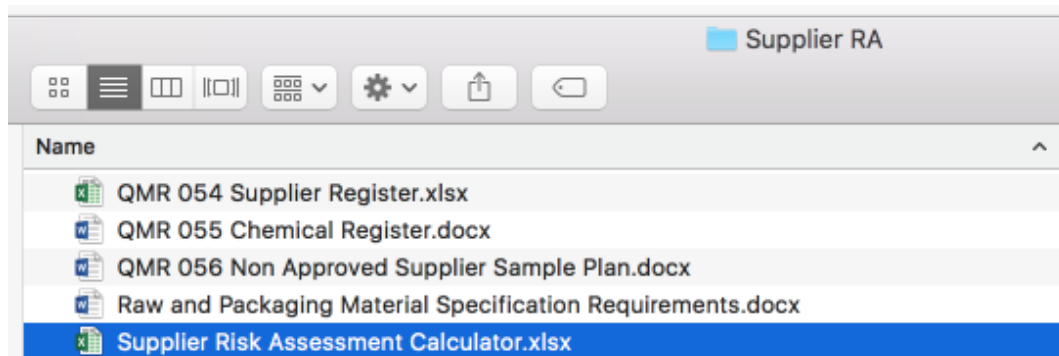 Supplier RA
Name
QMR 054 Supplier Register.xlsx
QMR 055 Chemical Register.docx
QMR 056 Non Approved Supplier Sample Plan.docx
Raw and Packaging Material Specification Requirements.docx
Supplier Risk Assessment Calculator.xlsx